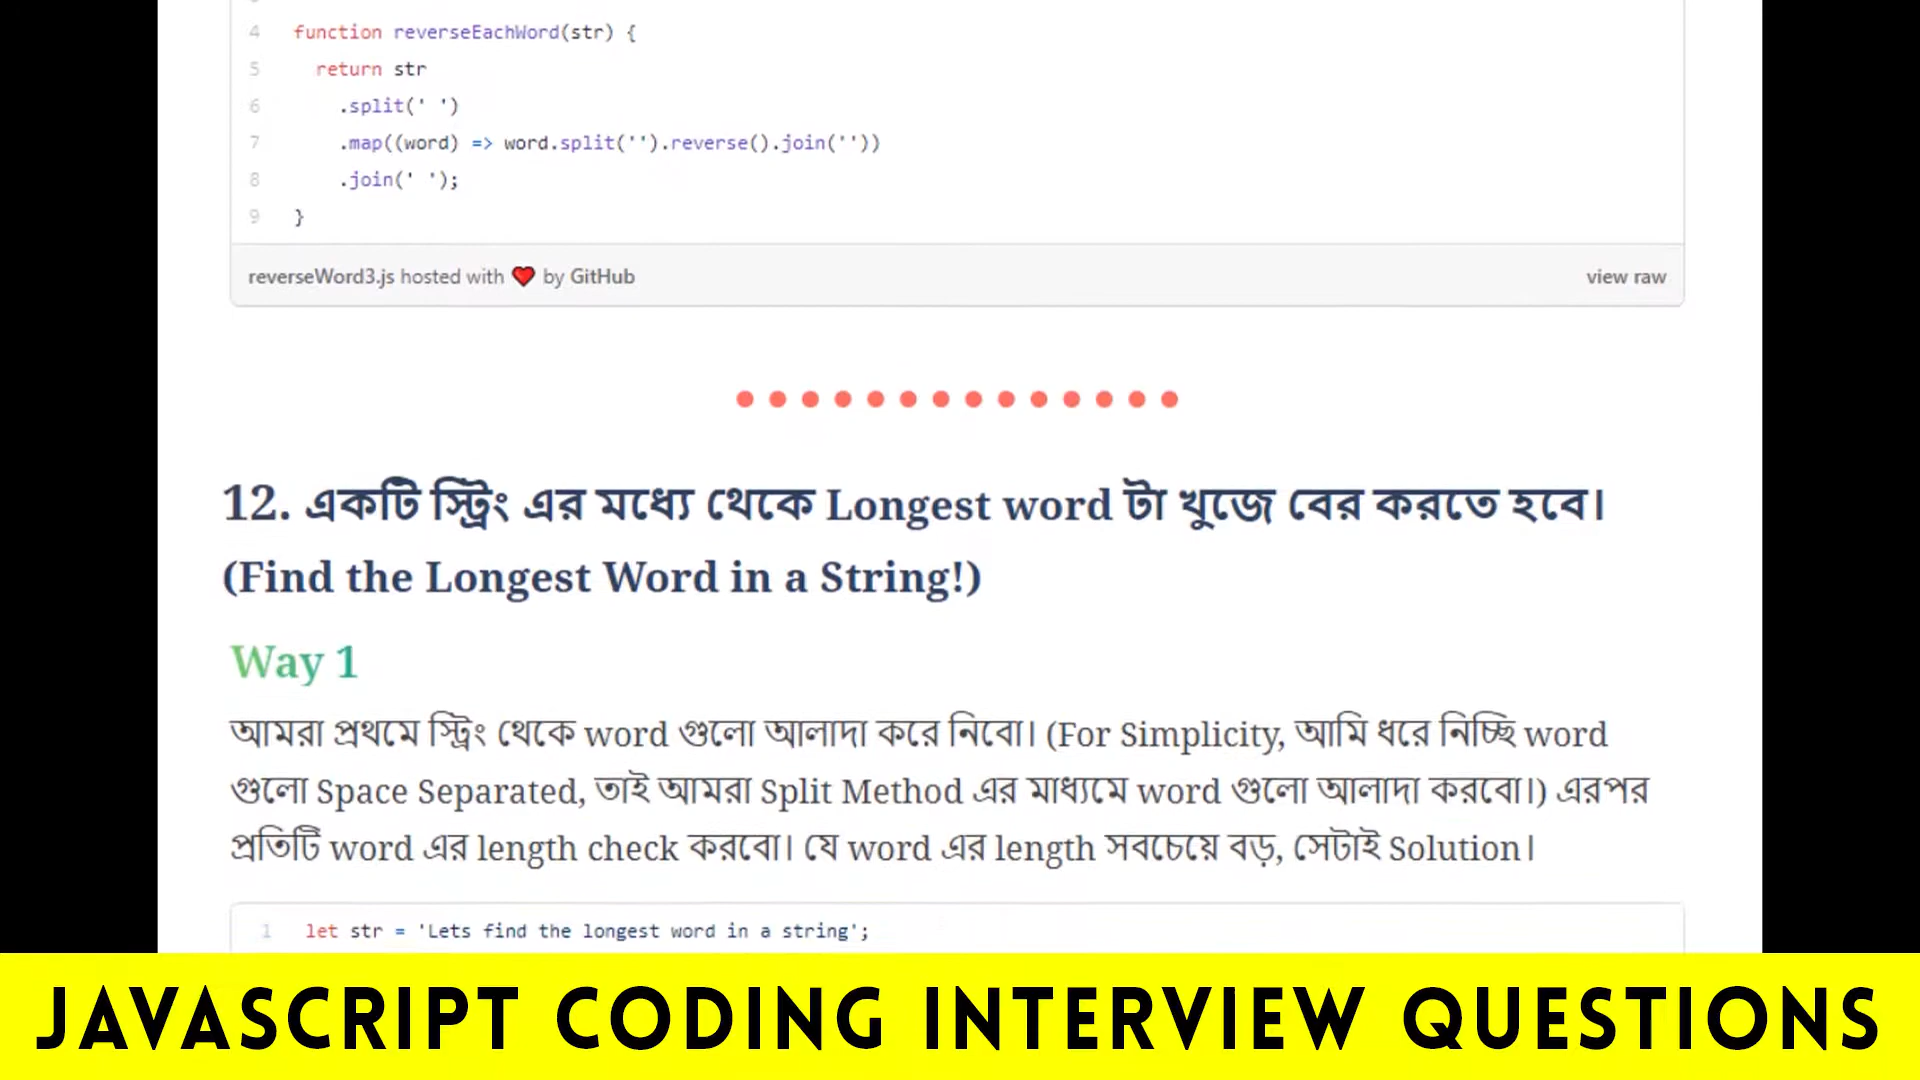 4 function reverseEachWord(str) {
5 return str
6 .split(' ')
7 .map((word) => word.split('').reverse().join(''))
8 .join(' ');
9 }
reverseWord3.js hosted with ❤ by GitHub view raw
12. একটি স্ট্রিং এর মধ্যে থেকে Longest word টা খুজে বের করতে হবে।
(Find the Longest Word in a String!)
Way 1
আমরা প্রথমে স্ট্রিং থেকে word গুলো আলাদা করে নিবো। (For Simplicity, আমি ধরে নিচ্ছি word
গুলো Space Separated, তাই আমরা Split Method এর মাধ্যমে word গুলো আলাদা করবো।) এরপর
প্রতিটি word এর length check করবো। যে word এর length সবচেয়ে বড়, সেটাই Solution।
1 let str = 'Lets find the longest word in a string';
JAVASCRIPT CODING INTERVIEW QUESTIONS